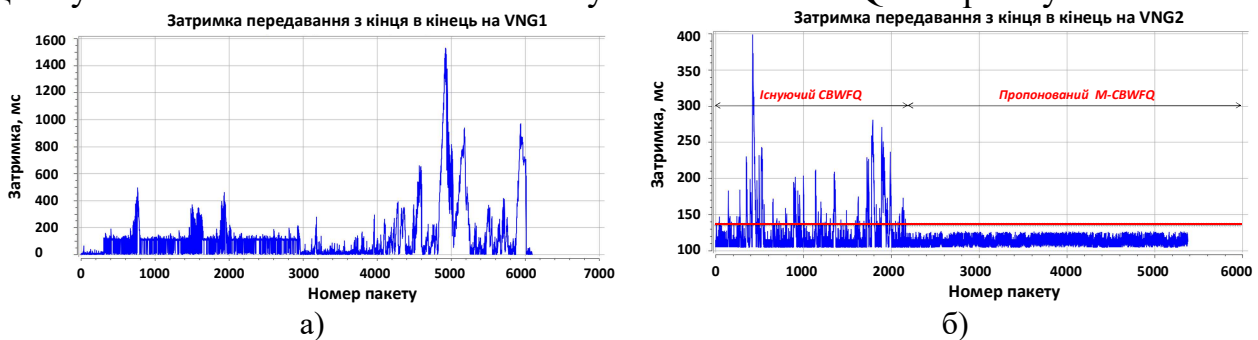 Затримка передавання з кінця в кінець на VNG1
Затримка, мс
1600
1400
1200
1000
800
600
400
200
0
0 1000 2000 3000 4000 5000 6000 7000
Номер пакету
а)
Затримка передавання з кінця в кінець на VNG2
Затримка, мс
400
350
300
250
200
150
100
Існуючий CBWFQ
Пропонований M-CBWFQ
0 1000 2000 3000 4000 5000 6000
Номер пакету
б)